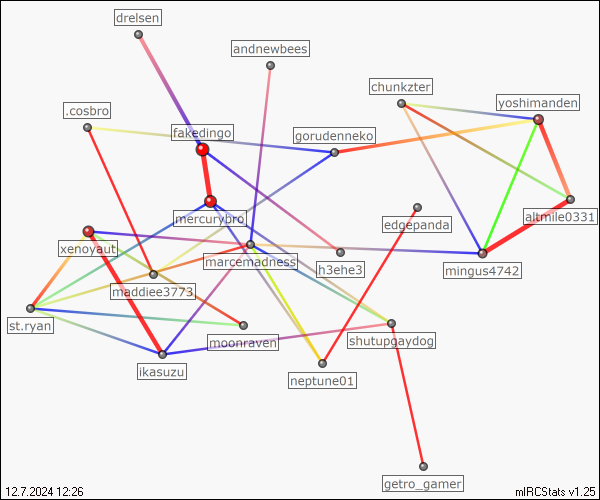 drelsen
andnewbees
chunkzter
yoshimanden
.cosbro
fakedingo
gorudenneko
mercurybro
edgepanda
altmile0331
xenoyaut
marcemadness
h3ehe3
mingus4742
maddiee3773
st.ryan
moonraven
shutupgaydog
ikasuzu
neptune01
getro_gamer
12.7.2024 12:26
mIRCStats v1.25